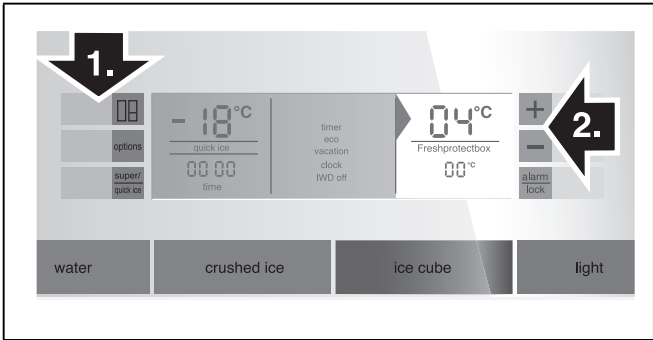 1.
options
super/
quick ice
- 18°C
quick ice
00 00
time
timer
eco
vacation
clock
IWD off
04°C
Freshprotectbox
00°C
+
-
alarm
lock
2.
water
crushed ice
ice cube
light